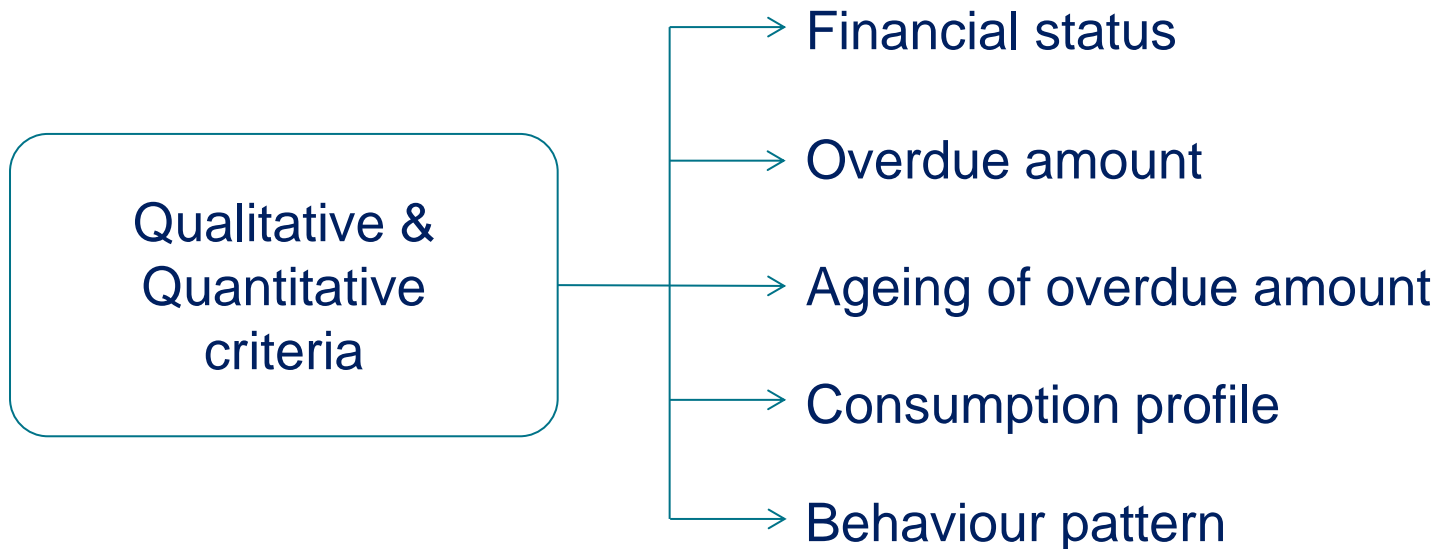 Qualitative &
Quantitative
criteria
Financial status
Overdue amount
Ageing of overdue amount
Consumption profile
Behaviour pattern